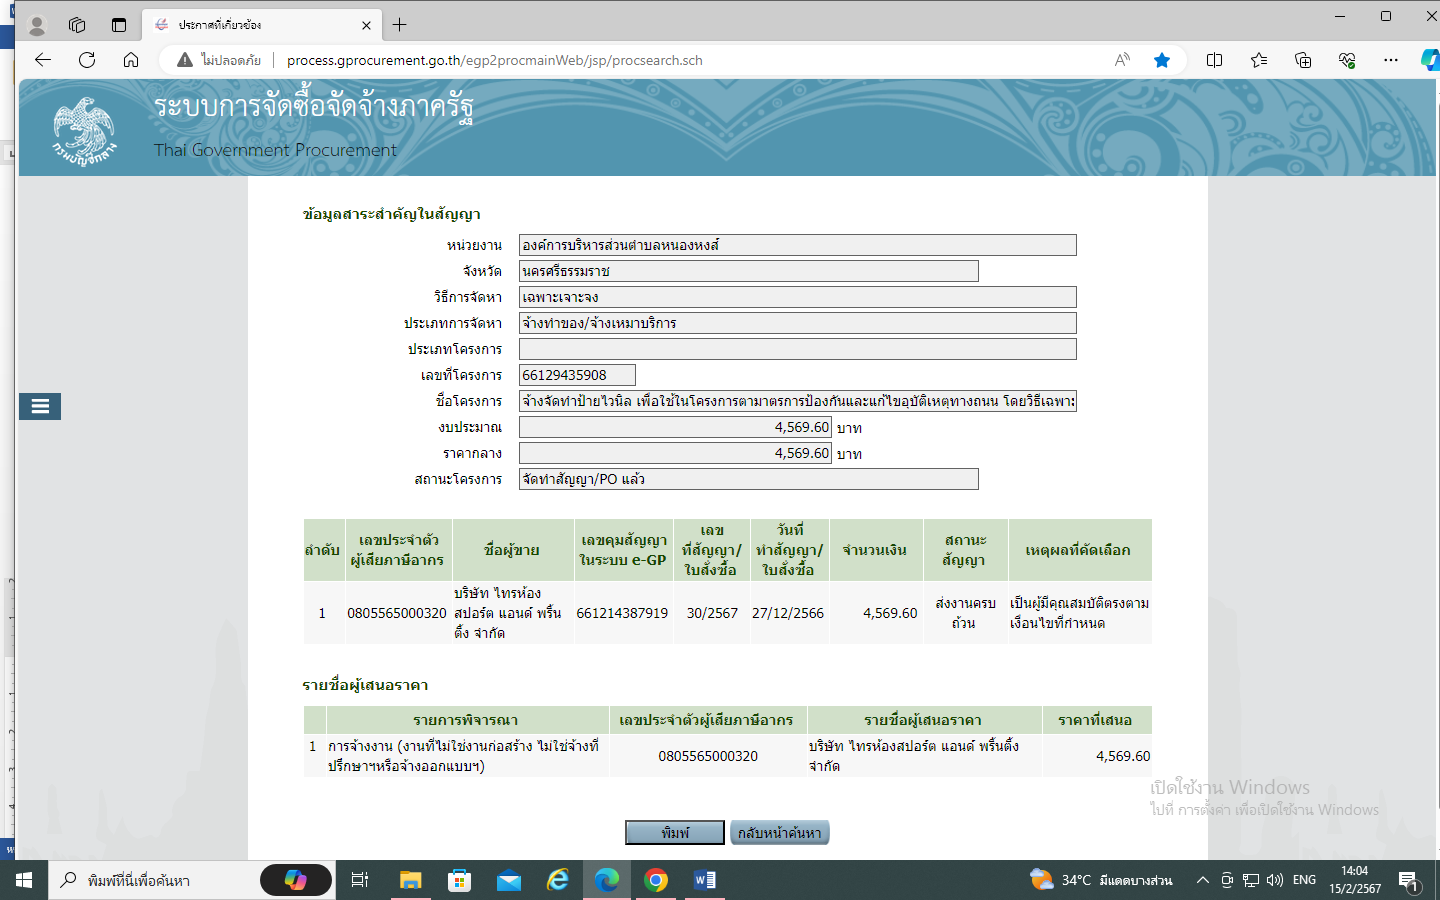 ประกาศที่เกี่ยวข้อง
ไม่ปลอดภัย
process.gprocurement.go.th/egp2procmainWeb/jsp/procsearch.sch
ระบบการจัดซื้อจัดจ้างภาครัฐ
Thai Government Procurement
กรมบัญชีกลาง
ข้อมูลสาระสำคัญในสัญญา
หน่วยงาน องค์การบริหารส่วนตำบลหนองหงส์
จังหวัด นครศรีธรรมราช
วิธีการจัดหา เฉพาะเจาะจง
ประเภทการจัดหา จ้างทำของ/จ้างเหมาบริการ
ประเภทโครงการ
เลขที่โครงการ 66129435908
ชื่อโครงการ จ้างจัดทำป้ายไวนิล เพื่อใช้ในโครงการตามาตรการป้องกันและแก้ไขอุบัติเหตุทางถนน โดยวิธีเฉพาะ
งบประมาณ 4,569.60 บาท
ราคากลาง 4,569.60 บาท
สถานะโครงการ จัดทำสัญญา/PO แล้ว
ลำดับ เลขประจำตัวผู้เสียภาษีอากร ชื่อผู้ขาย เลขคุมสัญญาในระบบ e-GP เลขที่สัญญา/ใบสั่งซื้อ วันที่ทำสัญญา/ใบสั่งซื้อ จำนวนเงิน สถานะสัญญา เหตุผลที่คัดเลือก
1 0805565000320 บริษัท ไทรห้องสปอร์ต แอนด์ พริ้นติ้ง จำกัด 661214387919 30/2567 27/12/2566 4,569.60 ส่งงานครบถ้วน เป็นผู้มีคุณสมบัติตรงตามเงื่อนไขที่กำหนด
รายชื่อผู้เสนอราคา
รายการพิจารณา เลขประจำตัวผู้เสียภาษีอากร รายชื่อผู้เสนอราคา ราคาที่เสนอ
1 การจ้างงาน (งานที่ไม่ใช่งานก่อสร้าง ไม่ใช่จ้างที่ปรึกษาฯหรือจ้างออกแบบฯ) 0805565000320 บริษัท ไทรห้องสปอร์ต แอนด์ พริ้นติ้ง จำกัด 4,569.60
เปิดใช้งาน Windows
ไปที่ การตั้งค่า เพื่อเปิดใช้งาน Windows
พิมพ์ กลับหน้าค้นหา
พิมพ์ที่นี่เพื่อค้นหา
34°C มีแดดบางส่วน
ENG
14:04
15/2/2567
1